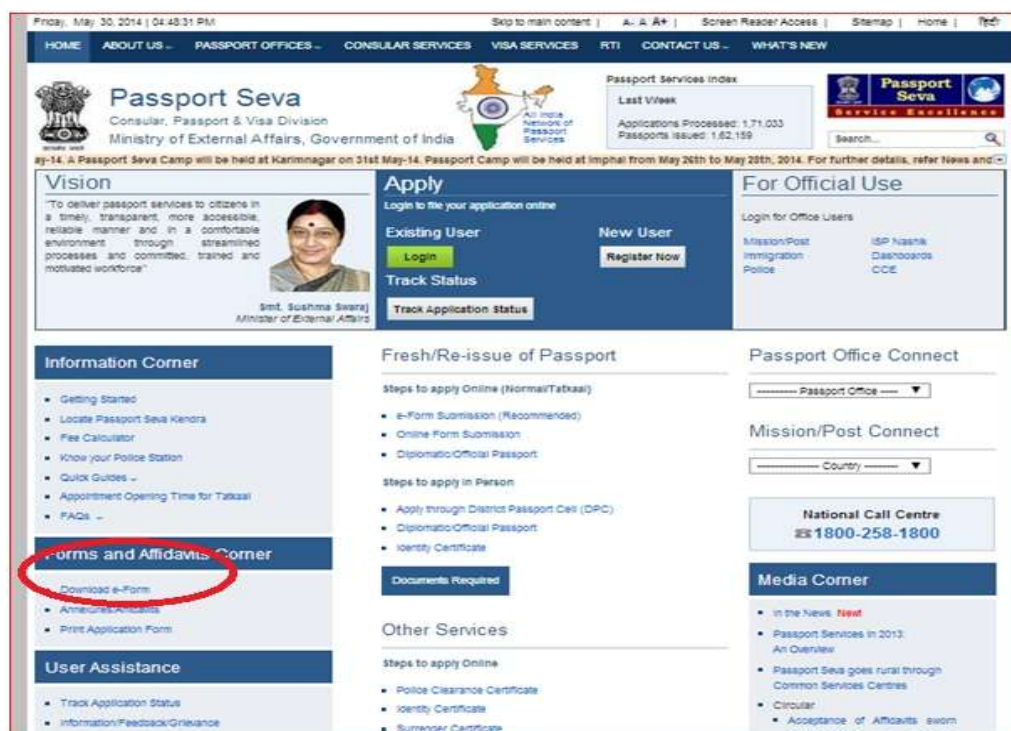 Friday, May 30, 2014 | 04:48:31 PM
Skip to main content | A- A A+ | Screen Reader Access | Sitemap | Home | हिंदी
HOME ABOUT US PASSPORT OFFICES CONSULAR SERVICES VISA SERVICES RTI CONTACT US WHAT'S NEW
Passport Seva
Consular, Passport & Visa Division
Ministry of External Affairs, Government of India
All India
Network of
Passport
Services
Passport Services Index
Last Week
Applications Processed: 1,71,033
Passports Issued: 1,62,159
Passport
Seva
Service Excellence
Search...
ay-14. A Passport Seva Camp will be held at Karimnagar on 31st May-14. Passport Camp will be held at Imphal from May 26th to May 28th, 2014. For further details, refer News and
Vision
"To deliver passport services to citizens in
a timely, transparent, more accessible,
reliable manner and in a comfortable
environment through streamlined
processes and committed, trained and
motivated workforce"
Smt. Sushma Swaraj
Minister of External Affairs
Apply
Login to file your application online
Existing User
Login
New User
Register Now
Track Status
Track Application Status
For Official Use
Login for Office Users
Mission/Post
Immigration
Police
ISP Nashik
Dashboards
CCE
Information Corner
Getting Started
Locate Passport Seva Kendra
Fee Calculator
Know your Police Station
Quick Guides
Appointment Opening Time for Tatkaal
FAQs
Forms and Affidavits Corner
Download e-Form
Annexures/Affidavits
Print Application Form
User Assistance
Track Application Status
Information/Feedback/Grievance
Fresh/Re-issue of Passport
Steps to apply Online (Normal/Tatkaal)
e-Form Submission (Recommended)
Online Form Submission
Diplomatic/Official Passport
Steps to apply In Person
Apply through District Passport Cell (DPC)
Diplomatic/Official Passport
Identity Certificate
Documents Required
Other Services
Steps to apply Online
Police Clearance Certificate
Identity Certificate
Surrender Certificate
Passport Office Connect
--------- Passport Office -----
Mission/Post Connect
-------------- Country ---------
National Call Centre
1800-258-1800
Media Corner
In the News New!
Passport Services in 2013:
An Overview
Passport Seva goes rural through
Common Services Centres
Circular
Acceptance of Affidavits sworn